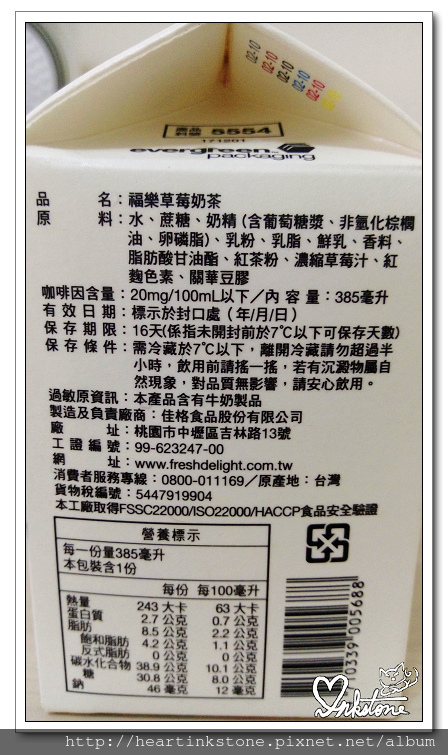 02-10 02-10 02-10 02-10 02-10
產品
5554
171201
evergreen
packaging
品名：福樂草莓奶茶
原料：水、蔗糖、奶精(含葡萄糖漿、非氫化棕櫚
油、卵磷脂)、乳粉、乳脂、鮮乳、香料、
脂肪酸甘油酯、紅茶粉、濃縮草莓汁、紅
麴色素、關華豆膠
咖啡因含量：20mg/100mL以下／內容量：385毫升
有效日期：標示於封口處（年/月/日）
保存期限：16天(係指未開封前於7℃以下可保存天數)
保存條件：需冷藏於7℃以下，離開冷藏請勿超過半
小時，飲用前請搖一搖，若有沉澱物屬自
然現象，對品質無影響，請安心飲用。
過敏原資訊：本產品含有牛奶製品
製造及負責廠商：佳格食品股份有限公司
廠址：桃園市中壢區吉林路13號
工證編號：99-623247-00
網址：www.freshdelight.com.tw
消費者服務專線：0800-011169／原產地：台灣
貨物稅編號：5447919904
本工廠取得FSSC22000/ISO22000/HACCP食品安全驗證
營養標示
每一份量385毫升
本包裝含1份
每份 每100毫升
熱量 243 大卡 63 大卡
蛋白質 2.7 公克 0.7 公克
脂肪 8.5 公克 2.2 公克
飽和脂肪 4.2 公克 1.1 公克
反式脂肪 0 公克 0 公克
碳水化合物 38.9 公克 10.1 公克
糖 30.8 公克 8.0 公克
鈉 46 毫克 12 毫克
10339 005688
Inkstone
http://heartinkstone.pixnet.net/album